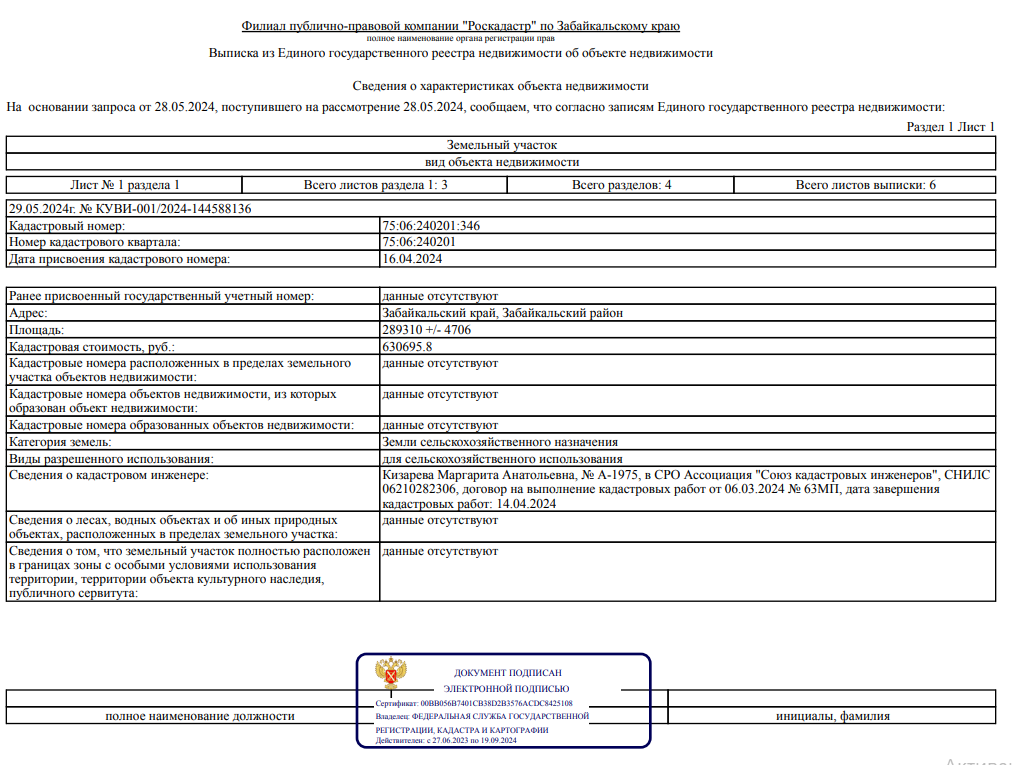 Филиал публично-правовой компании "Роскадастр" по Забайкальскому краю
полное наименование органа регистрации прав
Выписка из Единого государственного реестра недвижимости об объекте недвижимости
Сведения о характеристиках объекта недвижимости
На основании запроса от 28.05.2024, поступившего на рассмотрение 28.05.2024, сообщаем, что согласно записям Единого государственного реестра недвижимости:
Раздел 1 Лист 1
Земельный участок
вид объекта недвижимости
Лист № 1 раздела 1 Всего листов раздела 1: 3 Всего разделов: 4 Всего листов выписки: 6
29.05.2024г. № КУВИ-001/2024-144588136
Кадастровый номер: 75:06:240201:346
Номер кадастрового квартала: 75:06:240201
Дата присвоения кадастрового номера: 16.04.2024
Ранее присвоенный государственный учетный номер: данные отсутствуют
Адрес: Забайкальский край, Забайкальский район
Площадь: 289310 +/- 4706
Кадастровая стоимость, руб.: 630695.8
Кадастровые номера расположенных в пределах земельного данные отсутствуют
участка объектов недвижимости:
Кадастровые номера объектов недвижимости, из которых данные отсутствуют
образован объект недвижимости:
Кадастровые номера образованных объектов недвижимости: данные отсутствуют
Категория земель: Земли сельскохозяйственного назначения
Виды разрешенного использования: для сельскохозяйственного использования
Сведения о кадастровом инженере: Кизарева Маргарита Анатольевна, № А-1975, в СРО Ассоциация "Союз кадастровых инженеров", СНИЛС
06210282306, договор на выполнение кадастровых работ от 06.03.2024 № 63МП, дата завершения
кадастровых работ: 14.04.2024
Сведения о лесах, водных объектах и об иных природных данные отсутствуют
объектах, расположенных в пределах земельного участка:
Сведения о том, что земельный участок полностью расположен данные отсутствуют
в границах зоны с особыми условиями использования
территории, территории объекта культурного наследия,
публичного сервитута:
ДОКУМЕНТ ПОДПИСАН
ЭЛЕКТРОННОЙ ПОДПИСЬЮ
Сертификат: 00BB056B7401CB38D2B3576ACDC8425108
Владелец: ФЕДЕРАЛЬНАЯ СЛУЖБА ГОСУДАРСТВЕННОЙ
РЕГИСТРАЦИИ, КАДАСТРА И КАРТОГРАФИИ
Действителен: с 27.06.2023 по 19.09.2024
полное наименование должности инициалы, фамилия